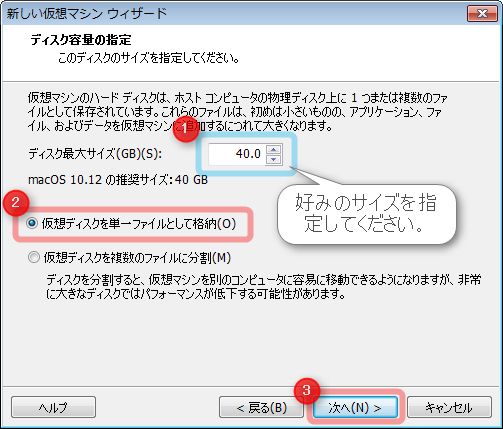 新しい仮想マシン ウィザード
ディスク容量の指定
このディスクのサイズを指定してください。
仮想マシンのハード ディスクは、ホスト コンピュータの物理ディスク上に 1 つまたは複数のファ
イルとして保存されています。これらのファイルは、初めは小さいものの、アプリケーション、ファ
イル、およびデータを仮想マシンに追加するにつれて大きくなります。
1
ディスク最大サイズ(GB)(S):
40.0
macOS 10.12 の推奨サイズ: 40 GB
好みのサイズを指
定してください。
2
仮想ディスクを単一ファイルとして格納(O)
仮想ディスクを複数のファイルに分割(M)
ディスクを分割すると、仮想マシンを別のコンピュータに容易に移動できるようになりますが、非常
に大きなディスクではパフォーマンスが低下する可能性があります。
3
ヘルプ
< 戻る(B)
次へ(N) >
キャンセル